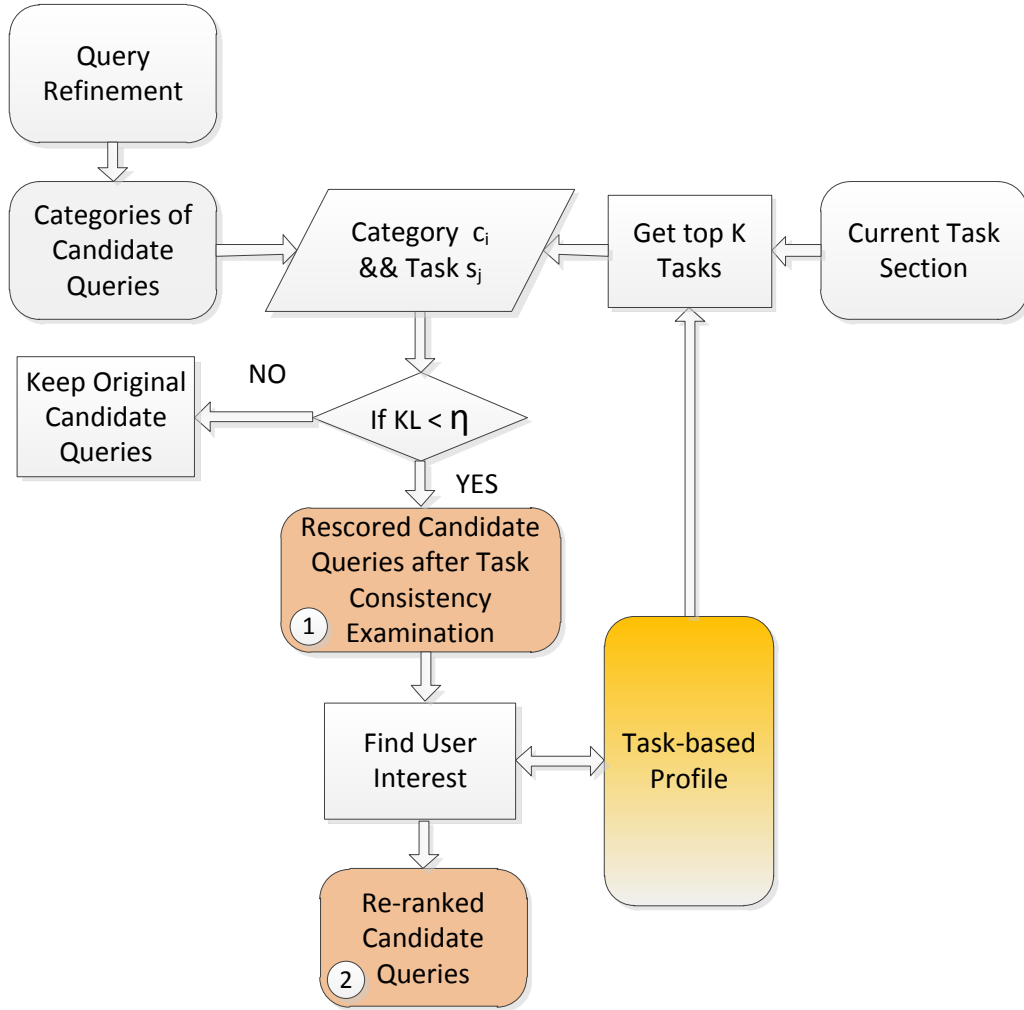 Query
Refinement
Categories of
Candidate
Queries
Category cᵢ
&& Task sⱼ
Get top K
Tasks
Current Task
Section
Keep Original
Candidate
Queries
NO
If KL < η
YES
Rescored Candidate
Queries after Task
Consistency
Examination
1
Find User
Interest
Task-based
Profile
Re-ranked
Candidate
Queries
2